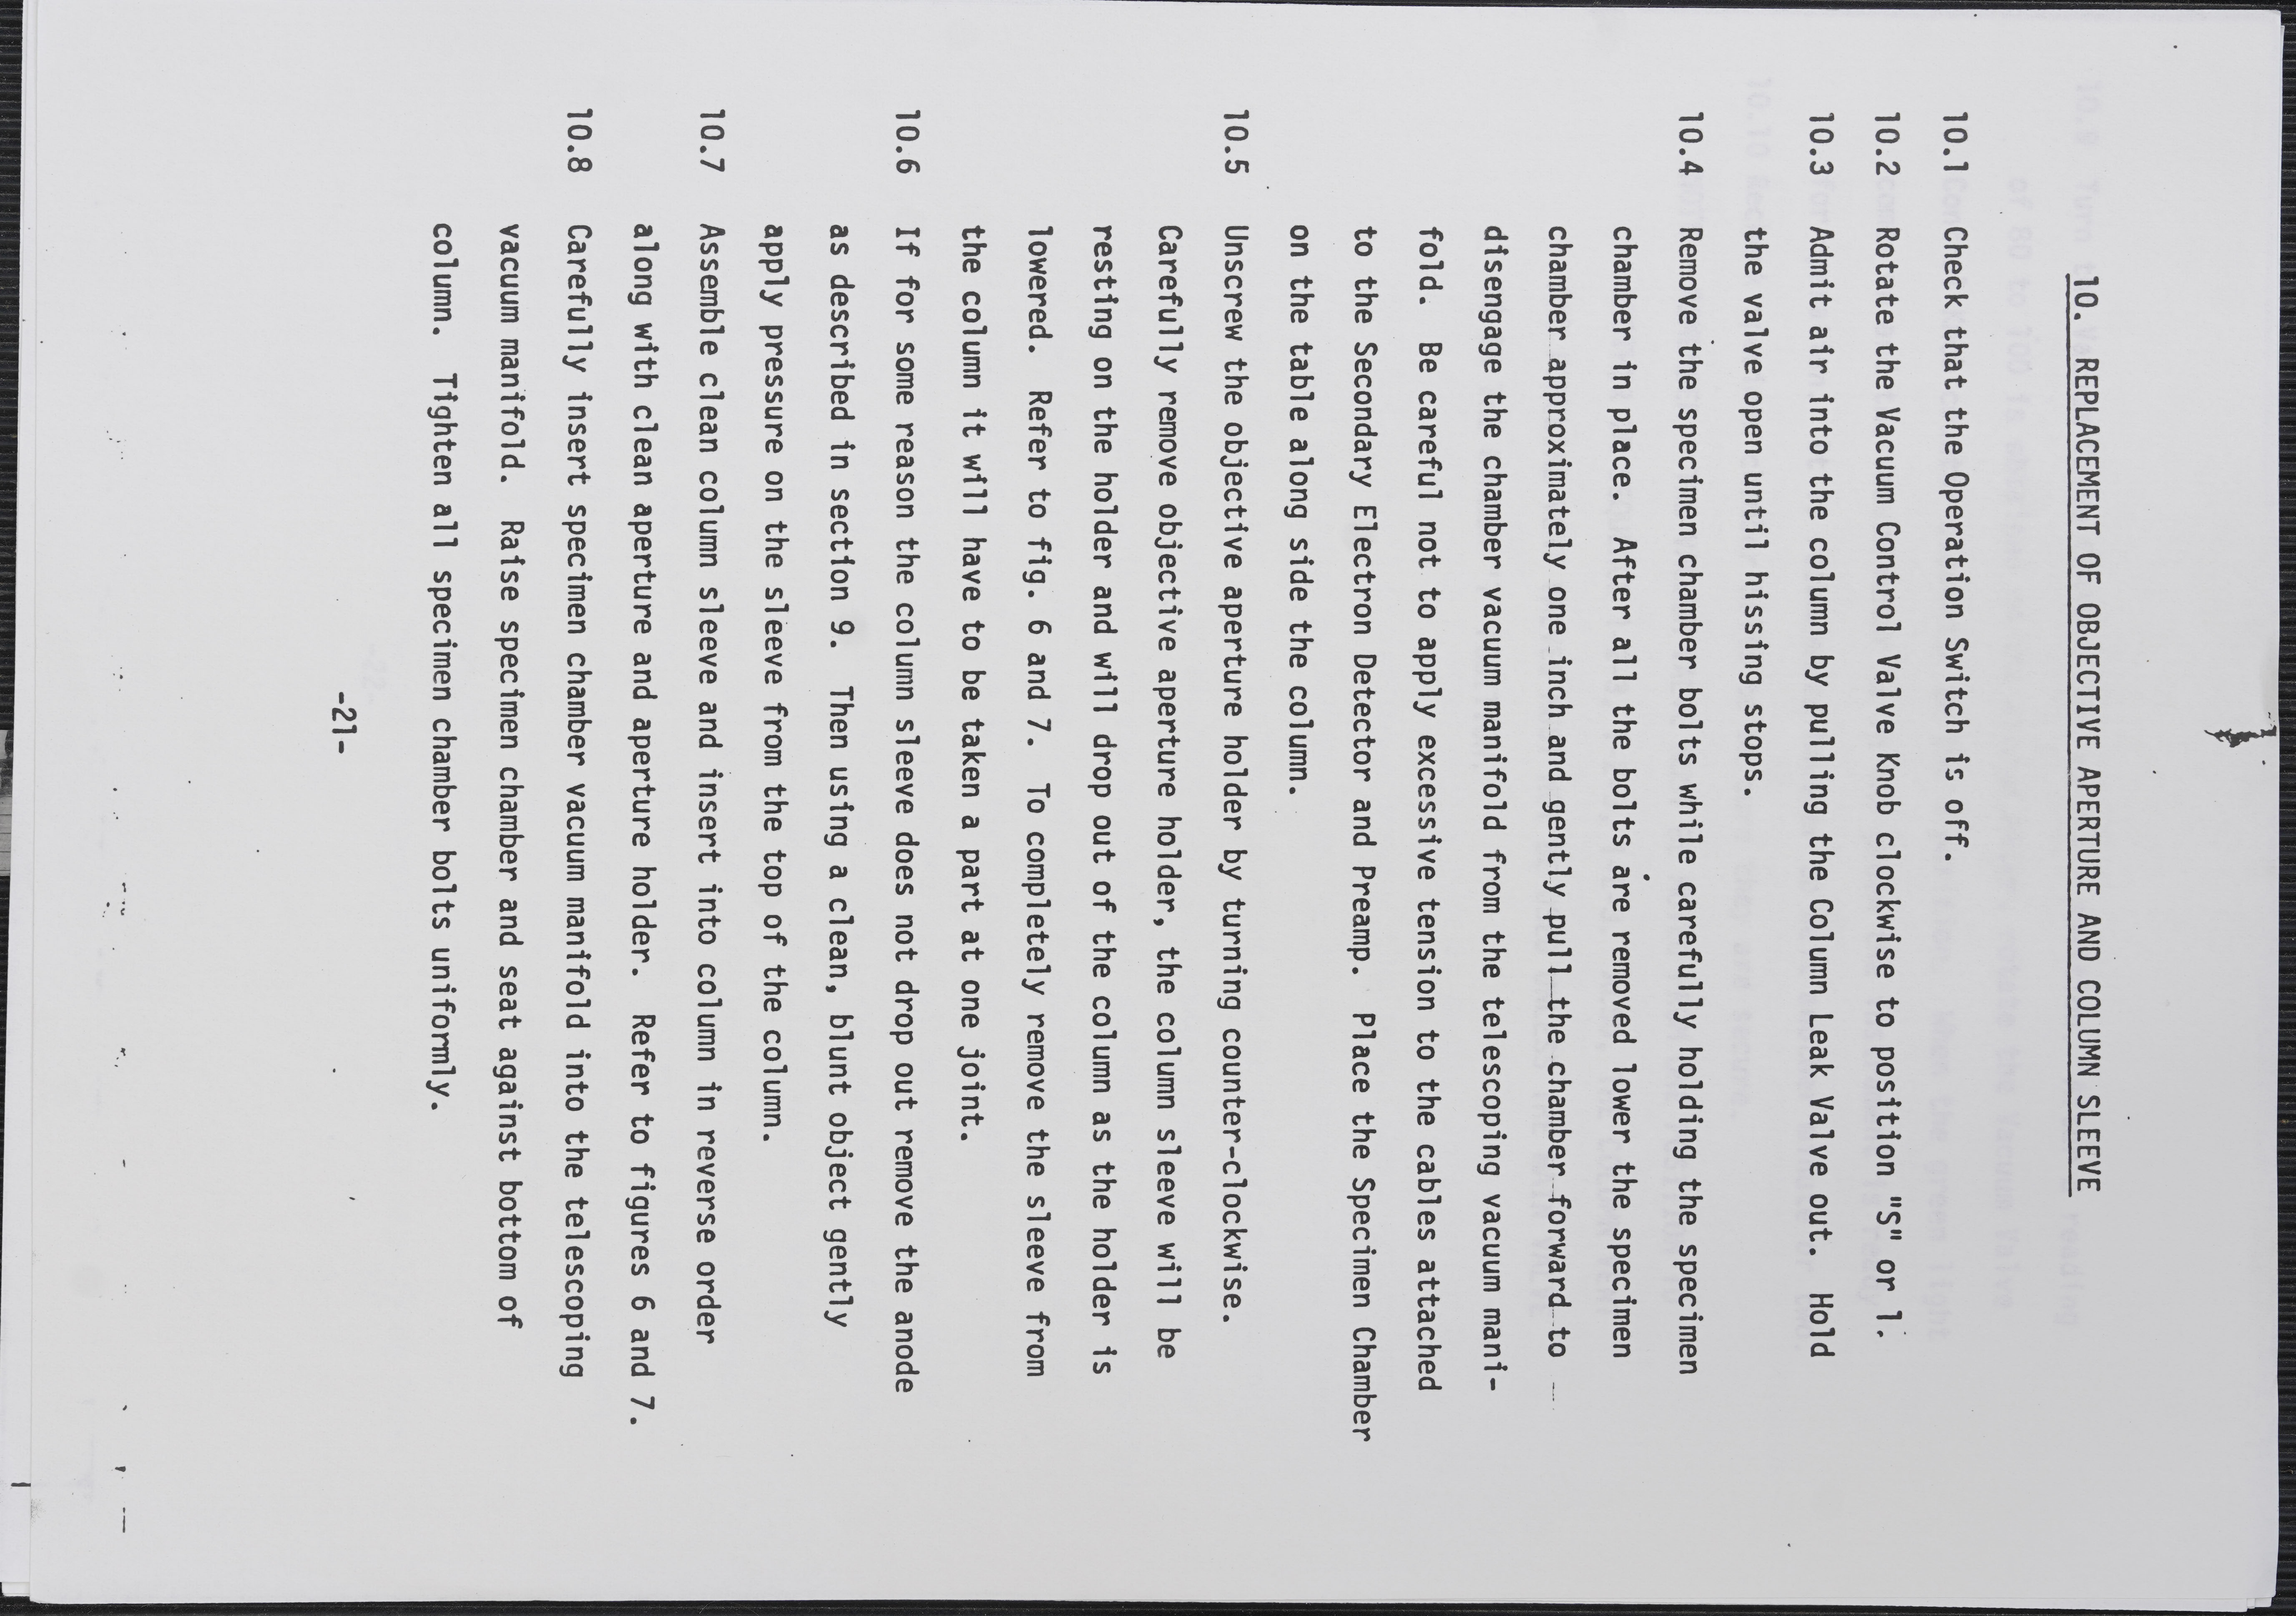 10. REPLACEMENT OF OBJECTIVE APERTURE AND COLUMN SLEEVE
10.1 Check that the Operation Switch is off.
10.2 Rotate the Vacuum Control Valve Knob clockwise to position "S" or 1.
10.3 Admit air into the column by pulling the Column Leak Valve out. Hold
the valve open until hissing stops.
10.4 Remove the specimen chamber bolts while carefully holding the specimen
chamber in place. After all the bolts are removed lower the specimen
chamber approximately one inch and gently pull the chamber forward to
disengage the chamber vacuum manifold from the telescoping vacuum mani-
fold. Be careful not to apply excessive tension to the cables attached
to the Secondary Electron Detector and Preamp. Place the Specimen Chamber
on the table along side the column.
10.5 Unscrew the objective aperture holder by turning counter-clockwise.
Carefully remove objective aperture holder, the column sleeve will be
resting on the holder and will drop out of the column as the holder is
lowered. Refer to fig. 6 and 7. To completely remove the sleeve from
the column it will have to be taken a part at one joint.
10.6 If for some reason the column sleeve does not drop out remove the anode
as described in section 9. Then using a clean, blunt object gently
apply pressure on the sleeve from the top of the column.
10.7 Assemble clean column sleeve and insert into column in reverse order
along with clean aperture and aperture holder. Refer to figures 6 and 7.
10.8 Carefully insert specimen chamber vacuum manifold into the telescoping
vacuum manifold. Raise specimen chamber and seat against bottom of
column. Tighten all specimen chamber bolts uniformly.
-21-